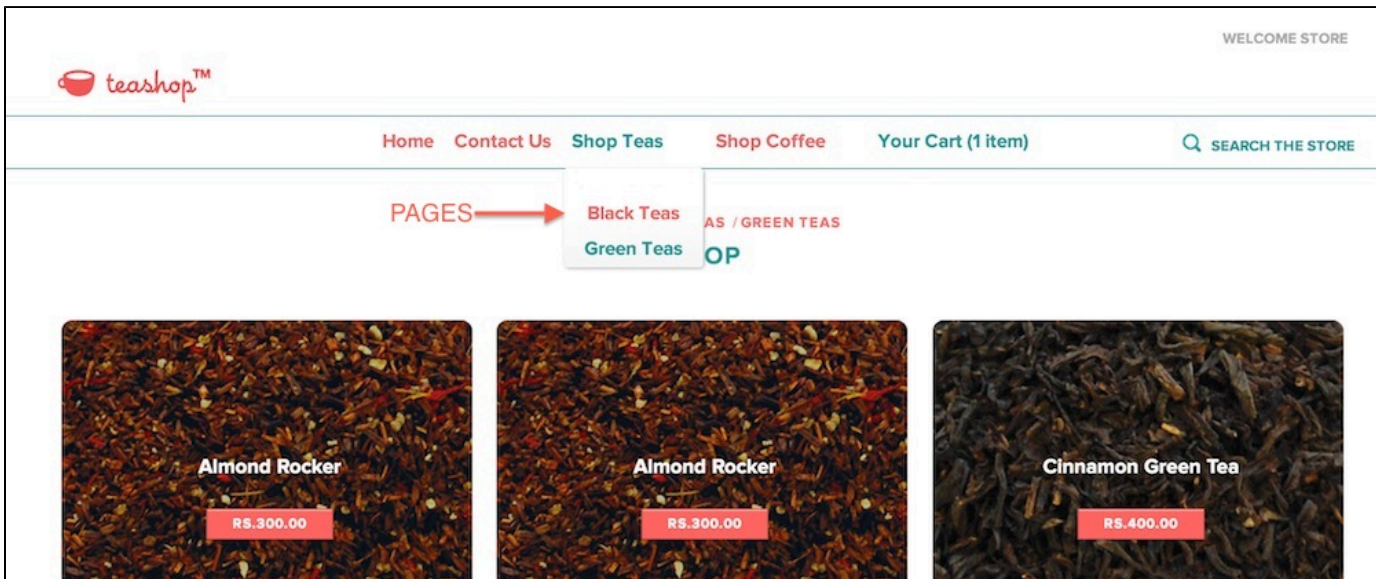 WELCOME STORE
teashop™
Home Contact Us Shop Teas Shop Coffee Your Cart (1 item) SEARCH THE STORE
PAGES
Black Teas
AS / GREEN TEAS
Green Teas
OP
Almond Rocker
Almond Rocker
Cinnamon Green Tea
RS.300.00
RS.300.00
RS.400.00